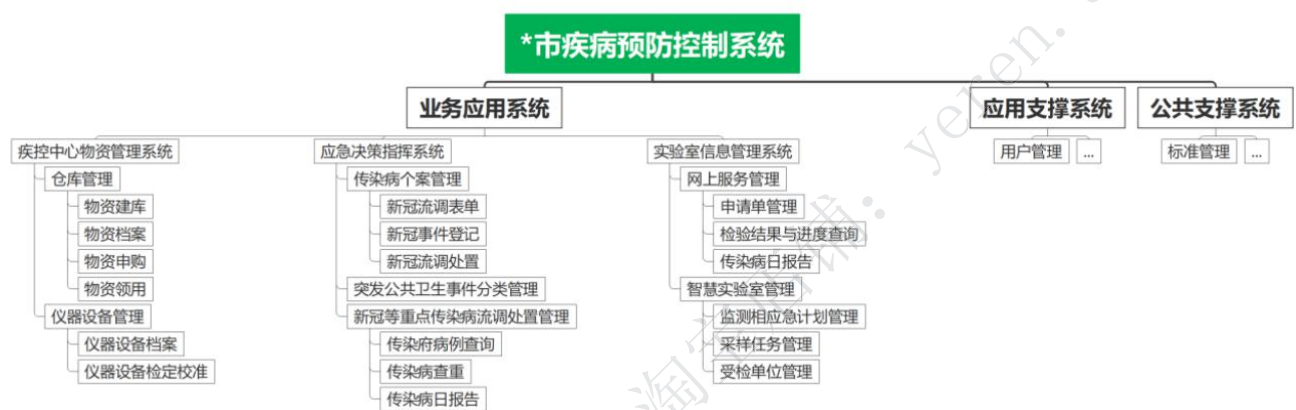 *市疾病预防控制系统
业务应用系统
应用支撑系统
公共支撑系统
疾控中心物资管理系统
仓库管理
物资建库
物资档案
物资申购
物资领用
仪器设备管理
仪器设备档案
仪器设备检定校准
应急决策指挥系统
传染病个案管理
新冠流调表单
新冠事件登记
新冠流调处置
突发公共卫生事件分类管理
新冠等重点传染病流调处置管理
传染府病例查询
传染病查重
传染病日报告
实验室信息管理系统
网上服务管理
申请单管理
检验结果与进度查询
传染病日报告
智慧实验室管理
监测相应急计划管理
采样任务管理
受检单位管理
用户管理
...
标准管理
...
淘宝店铺：yeren.